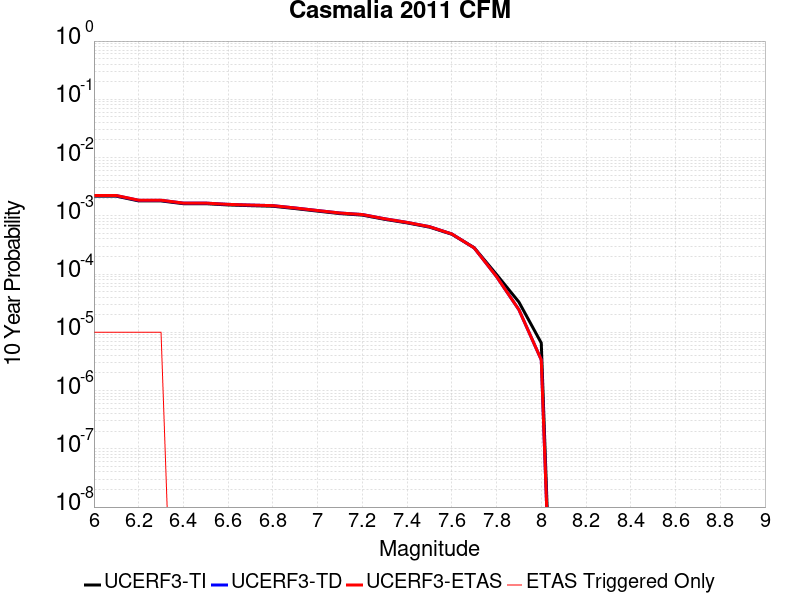 Casmalia 2011 CFM
10 Year Probability
10^0
10^-1
10^-2
10^-3
10^-4
10^-5
10^-6
10^-7
10^-8
6 6.2 6.4 6.6 6.8 7 7.2 7.4 7.6 7.8 8 8.2 8.4 8.6 8.8 9
Magnitude
UCERF3-TI UCERF3-TD UCERF3-ETAS ETAS Triggered Only